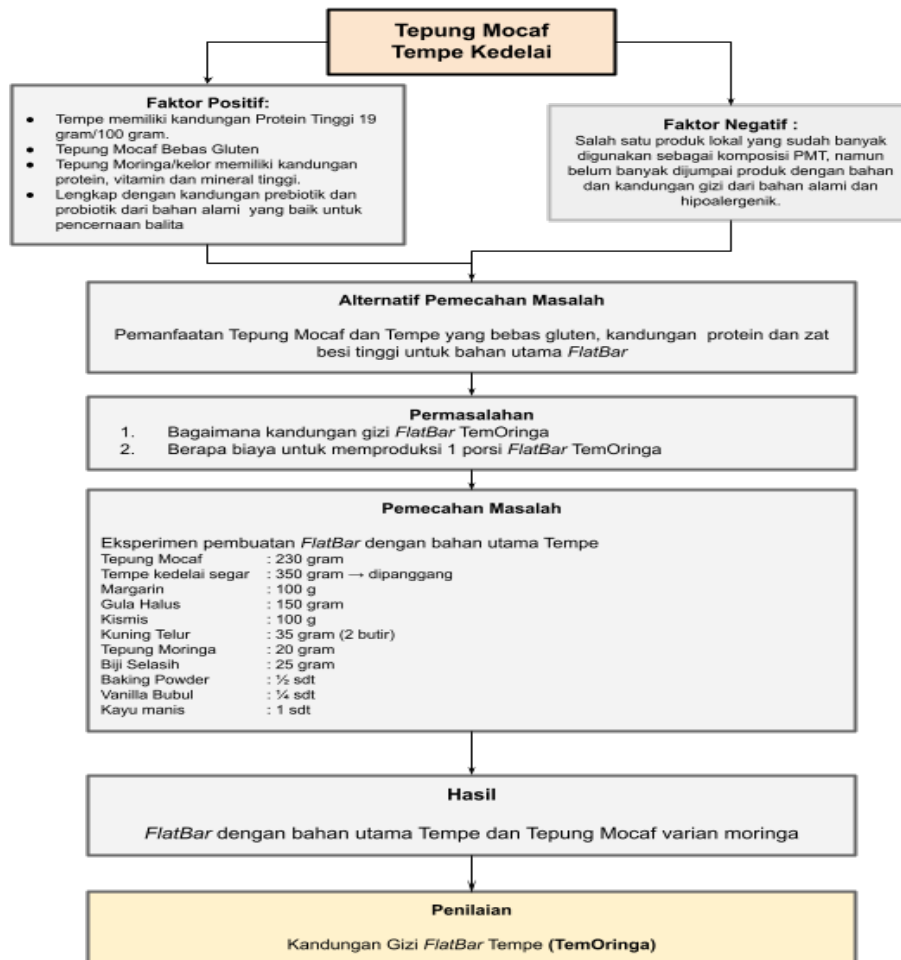 Tepung Mocaf
Tempe Kedelai
Faktor Positif:
● Tempe memiliki kandungan Protein Tinggi 19
gram/100 gram.
● Tepung Mocaf Bebas Gluten
● Tepung Moringa/kelor memiliki kandungan
protein, vitamin dan mineral tinggi.
● Lengkap dengan kandungan prebiotik dan
probiotik dari bahan alami yang baik untuk
pencernaan balita
Faktor Negatif :
Salah satu produk lokal yang sudah banyak
digunakan sebagai komposisi PMT, namun
belum banyak dijumpai produk dengan bahan
dan kandungan gizi dari bahan alami dan
hipoalergenik.
Alternatif Pemecahan Masalah
Pemanfaatan Tepung Mocaf dan Tempe yang bebas gluten, kandungan protein dan zat
besi tinggi untuk bahan utama FlatBar
Permasalahan
1. Bagaimana kandungan gizi FlatBar TemOringa
2. Berapa biaya untuk memproduksi 1 porsi FlatBar TemOringa
Pemecahan Masalah
Eksperimen pembuatan FlatBar dengan bahan utama Tempe
Tepung Mocaf : 230 gram
Tempe kedelai segar : 350 gram → dipanggang
Margarin : 100 g
Gula Halus : 150 gram
Kismis : 100 g
Kuning Telur : 35 gram (2 butir)
Tepung Moringa : 20 gram
Biji Selasih : 25 gram
Baking Powder : ½ sdt
Vanilla Bubul : ¼ sdt
Kayu manis : 1 sdt
Hasil
FlatBar dengan bahan utama Tempe dan Tepung Mocaf varian moringa
Penilaian
Kandungan Gizi FlatBar Tempe (TemOringa)